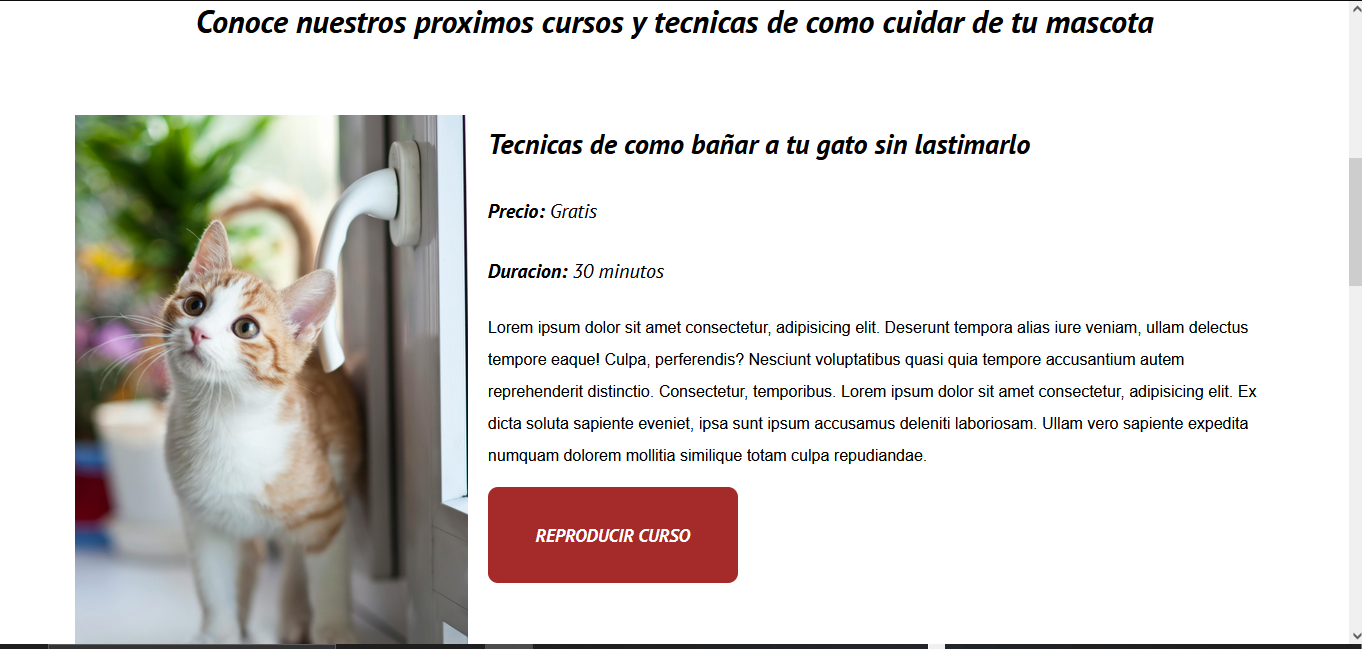 Conoce nuestros proximos cursos y tecnicas de como cuidar de tu mascota
Tecnicas de como bañar a tu gato sin lastimarlo
Precio: Gratis
Duracion: 30 minutos
Lorem ipsum dolor sit amet consectetur, adipisicing elit. Deserunt tempora alias iure veniam, ullam delectus
tempore eaque! Culpa, perferendis? Nesciunt voluptatibus quasi quia tempore accusantium autem
reprehenderit distinctio. Consectetur, temporibus. Lorem ipsum dolor sit amet consectetur, adipisicing elit. Ex
dicta soluta sapiente eveniet, ipsa sunt ipsum accusamus deleniti laboriosam. Ullam vero sapiente expedita
numquam dolorem mollitia similique totam culpa repudiandae.
REPRODUCIR CURSO